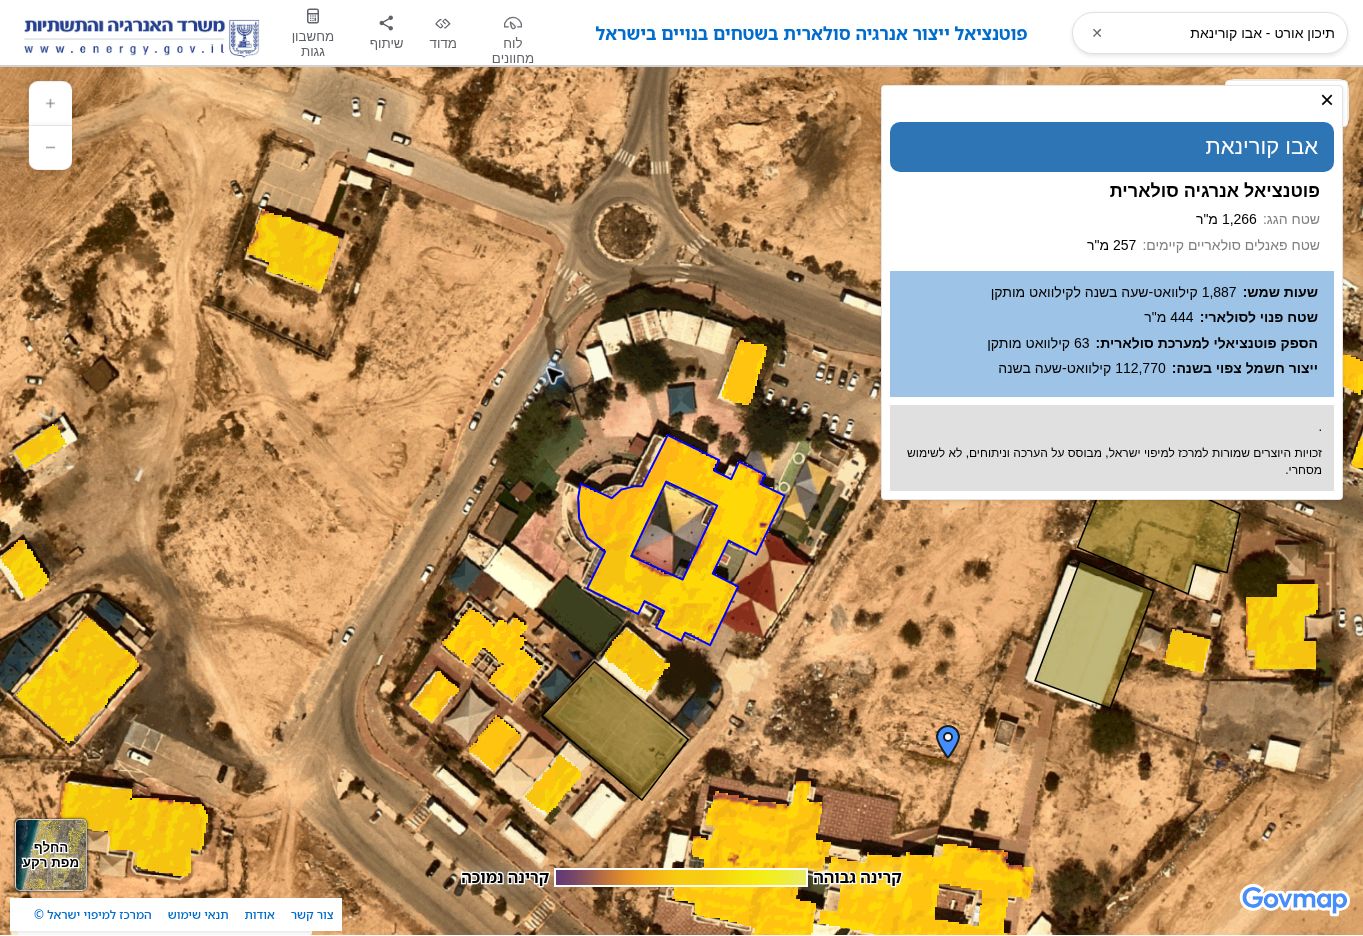 תיכון אורט - אבו קורינאת
פוטנציאל ייצור אנרגיה סולארית בשטחים בנויים בישראל
לוח
מחוונים
מדוד
שיתוף
מחשבון
גגות
משרד האנרגיה והתשתיות
www.energy.gov.il
אבו קורינאת
פוטנציאל אנרגיה סולארית
שטח הגג: 1,266 מ"ר
שטח פאנלים סולאריים קיימים: 257 מ"ר
שעות שמש: 1,887 קילוואט-שעה בשנה לקילוואט מותקן
שטח פנוי לסולארי: 444 מ"ר
הספק פוטנציאלי למערכת סולארית: 63 קילוואט מותקן
ייצור חשמל צפוי בשנה: 112,770 קילוואט-שעה בשנה
.
זכויות היוצרים שמורות למרכז למיפוי ישראל, מבוסס על הערכה וניתוחים, לא לשימוש
מסחרי.
החלף
מפת רקע
קרינה גבוהה
קרינה נמוכה
Govmap
צור קשר
אודות
תנאי שימוש
המרכז למיפוי ישראל ©